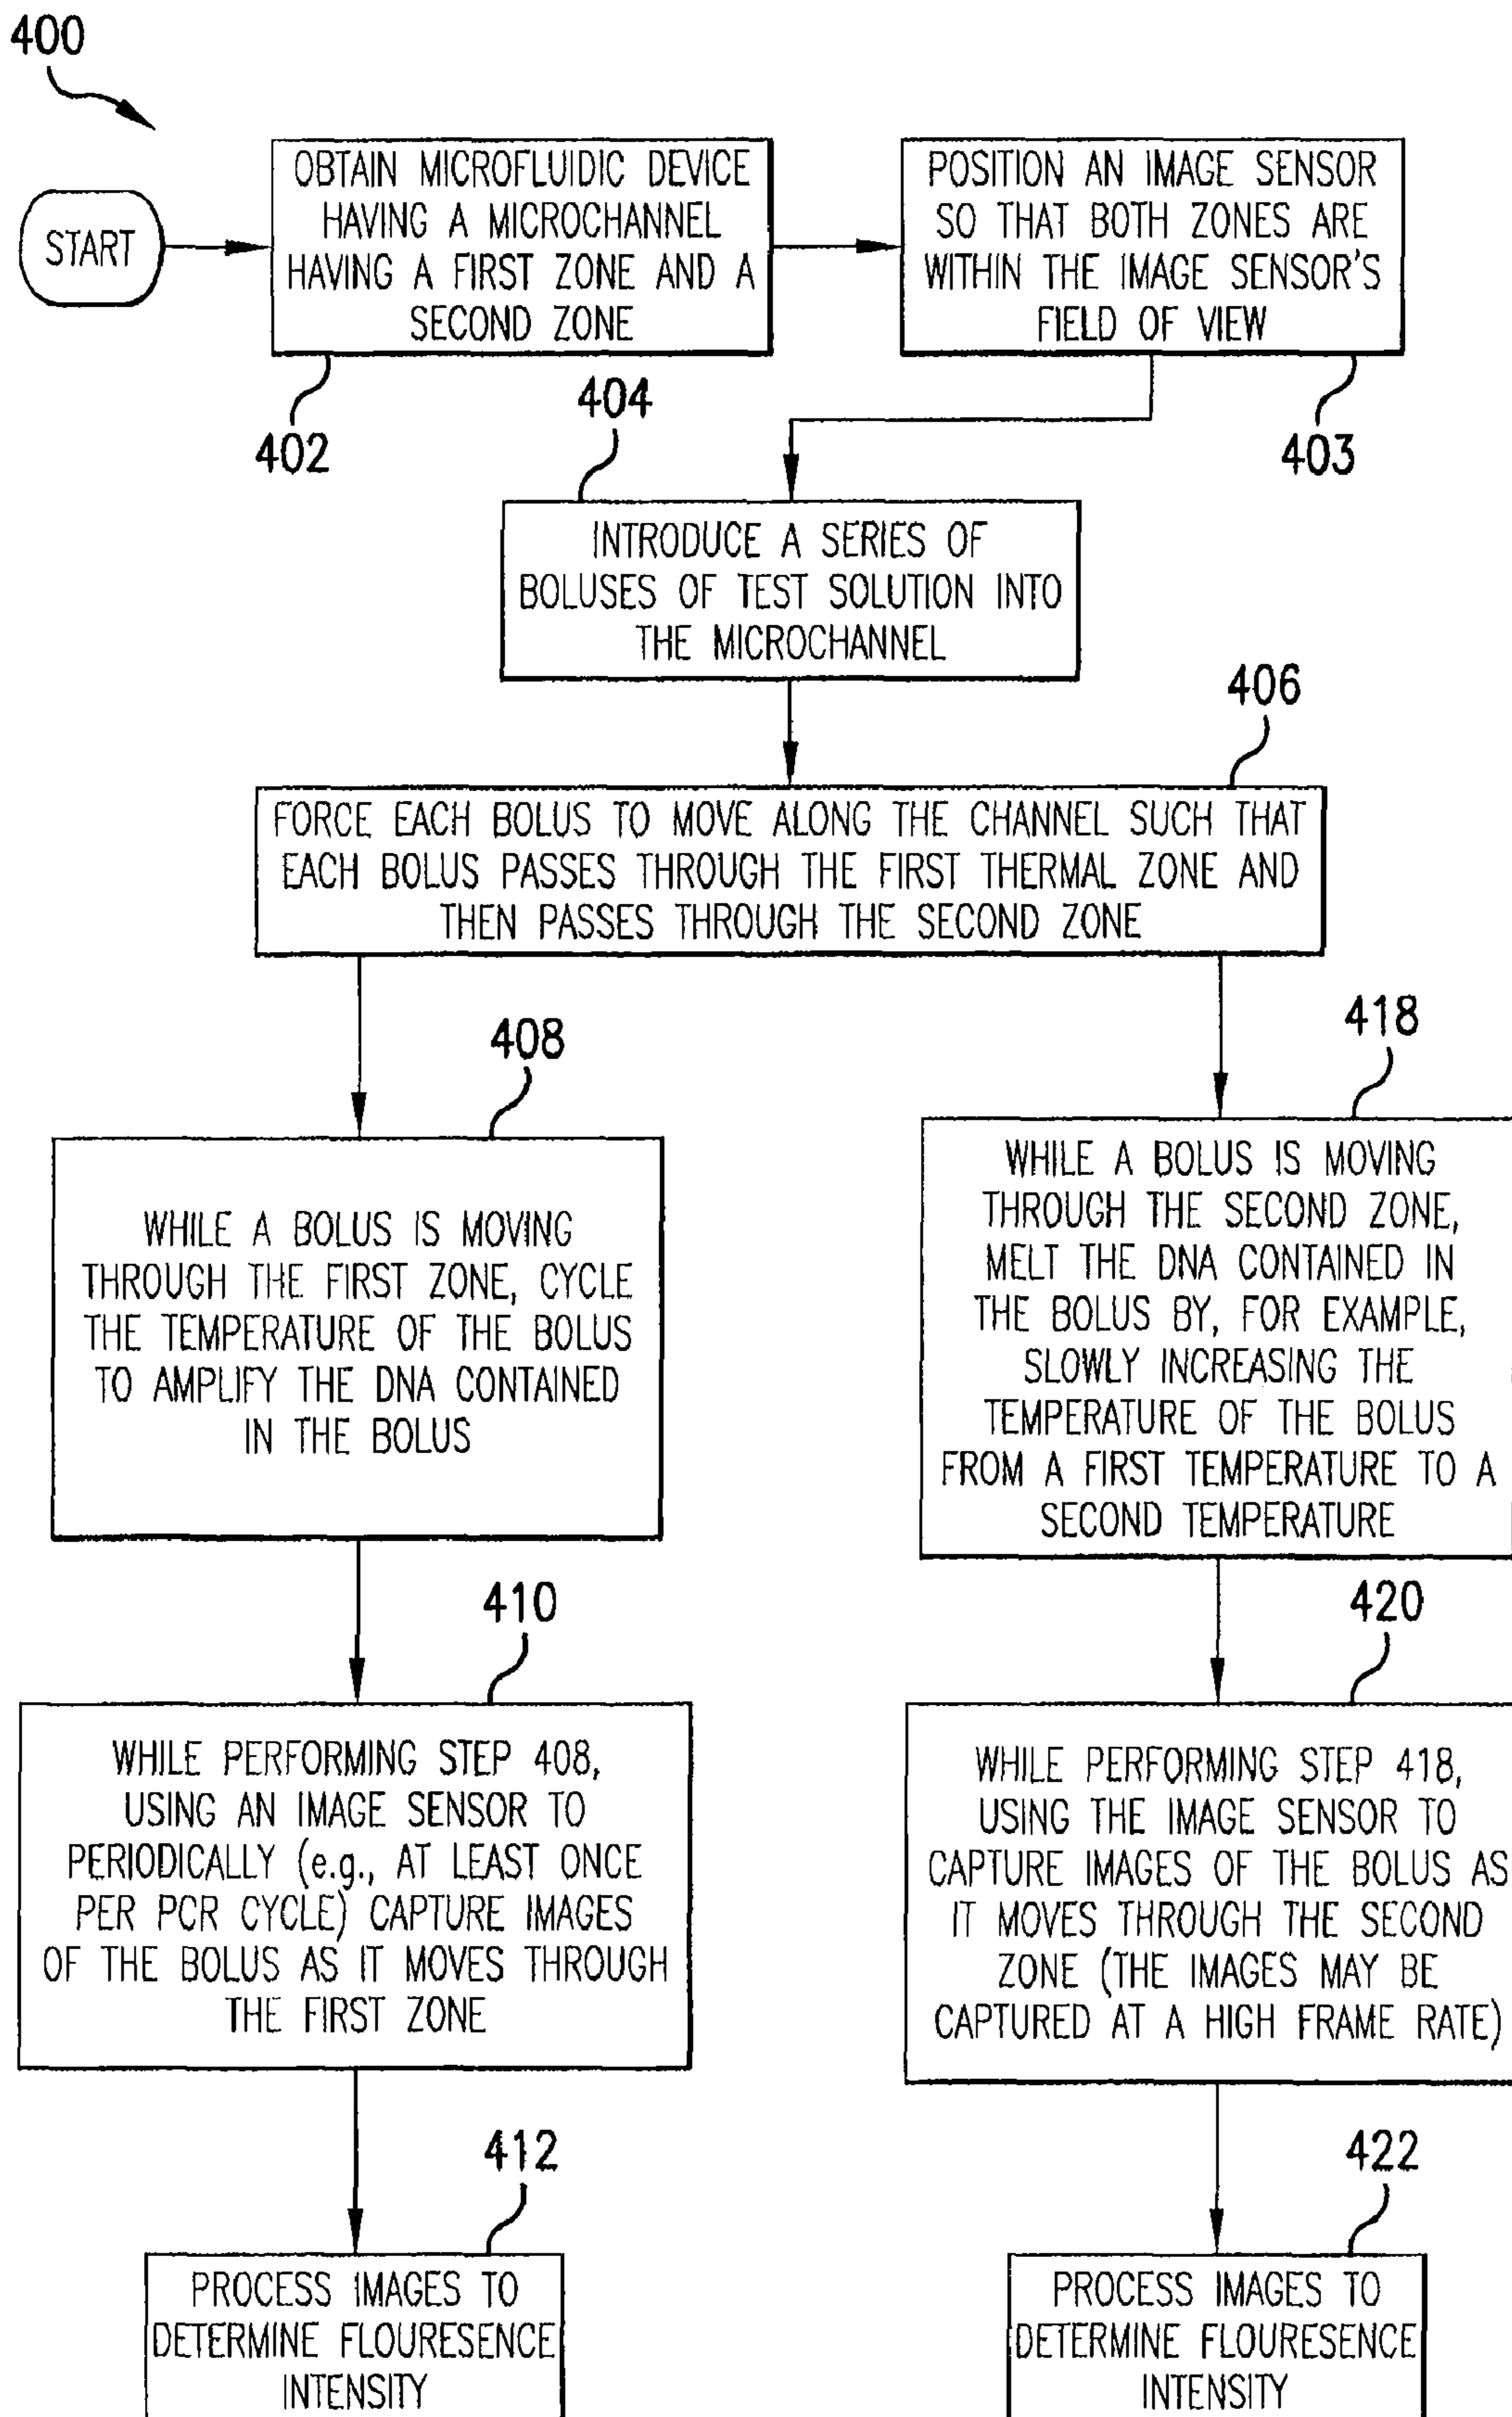 400
START
OBTAIN MICROFLUIDIC DEVICE
HAVING A MICROCHANNEL
HAVING A FIRST ZONE AND A
SECOND ZONE
402
POSITION AN IMAGE SENSOR
SO THAT BOTH ZONES ARE
WITHIN THE IMAGE SENSOR'S
FIELD OF VIEW
403
404
INTRODUCE A SERIES OF
BOLUSES OF TEST SOLUTION INTO
THE MICROCHANNEL
406
FORCE EACH BOLUS TO MOVE ALONG THE CHANNEL SUCH THAT
EACH BOLUS PASSES THROUGH THE FIRST THERMAL ZONE AND
THEN PASSES THROUGH THE SECOND ZONE
408
WHILE A BOLUS IS MOVING
THROUGH THE FIRST ZONE, CYCLE
THE TEMPERATURE OF THE BOLUS
TO AMPLIFY THE DNA CONTAINED
IN THE BOLUS
410
WHILE PERFORMING STEP 408,
USING AN IMAGE SENSOR TO
PERIODICALLY (e.g., AT LEAST ONCE
PER PCR CYCLE) CAPTURE IMAGES
OF THE BOLUS AS IT MOVES THROUGH
THE FIRST ZONE
412
PROCESS IMAGES TO
DETERMINE FLOURESENCE
INTENSITY
418
WHILE A BOLUS IS MOVING
THROUGH THE SECOND ZONE,
MELT THE DNA CONTAINED IN
THE BOLUS BY, FOR EXAMPLE,
SLOWLY INCREASING THE
TEMPERATURE OF THE BOLUS
FROM A FIRST TEMPERATURE TO A
SECOND TEMPERATURE
420
WHILE PERFORMING STEP 418,
USING THE IMAGE SENSOR TO
CAPTURE IMAGES OF THE BOLUS AS
IT MOVES THROUGH THE SECOND
ZONE (THE IMAGES MAY BE
CAPTURED AT A HIGH FRAME RATE)
422
PROCESS IMAGES TO
DETERMINE FLOURESENCE
INTENSITY